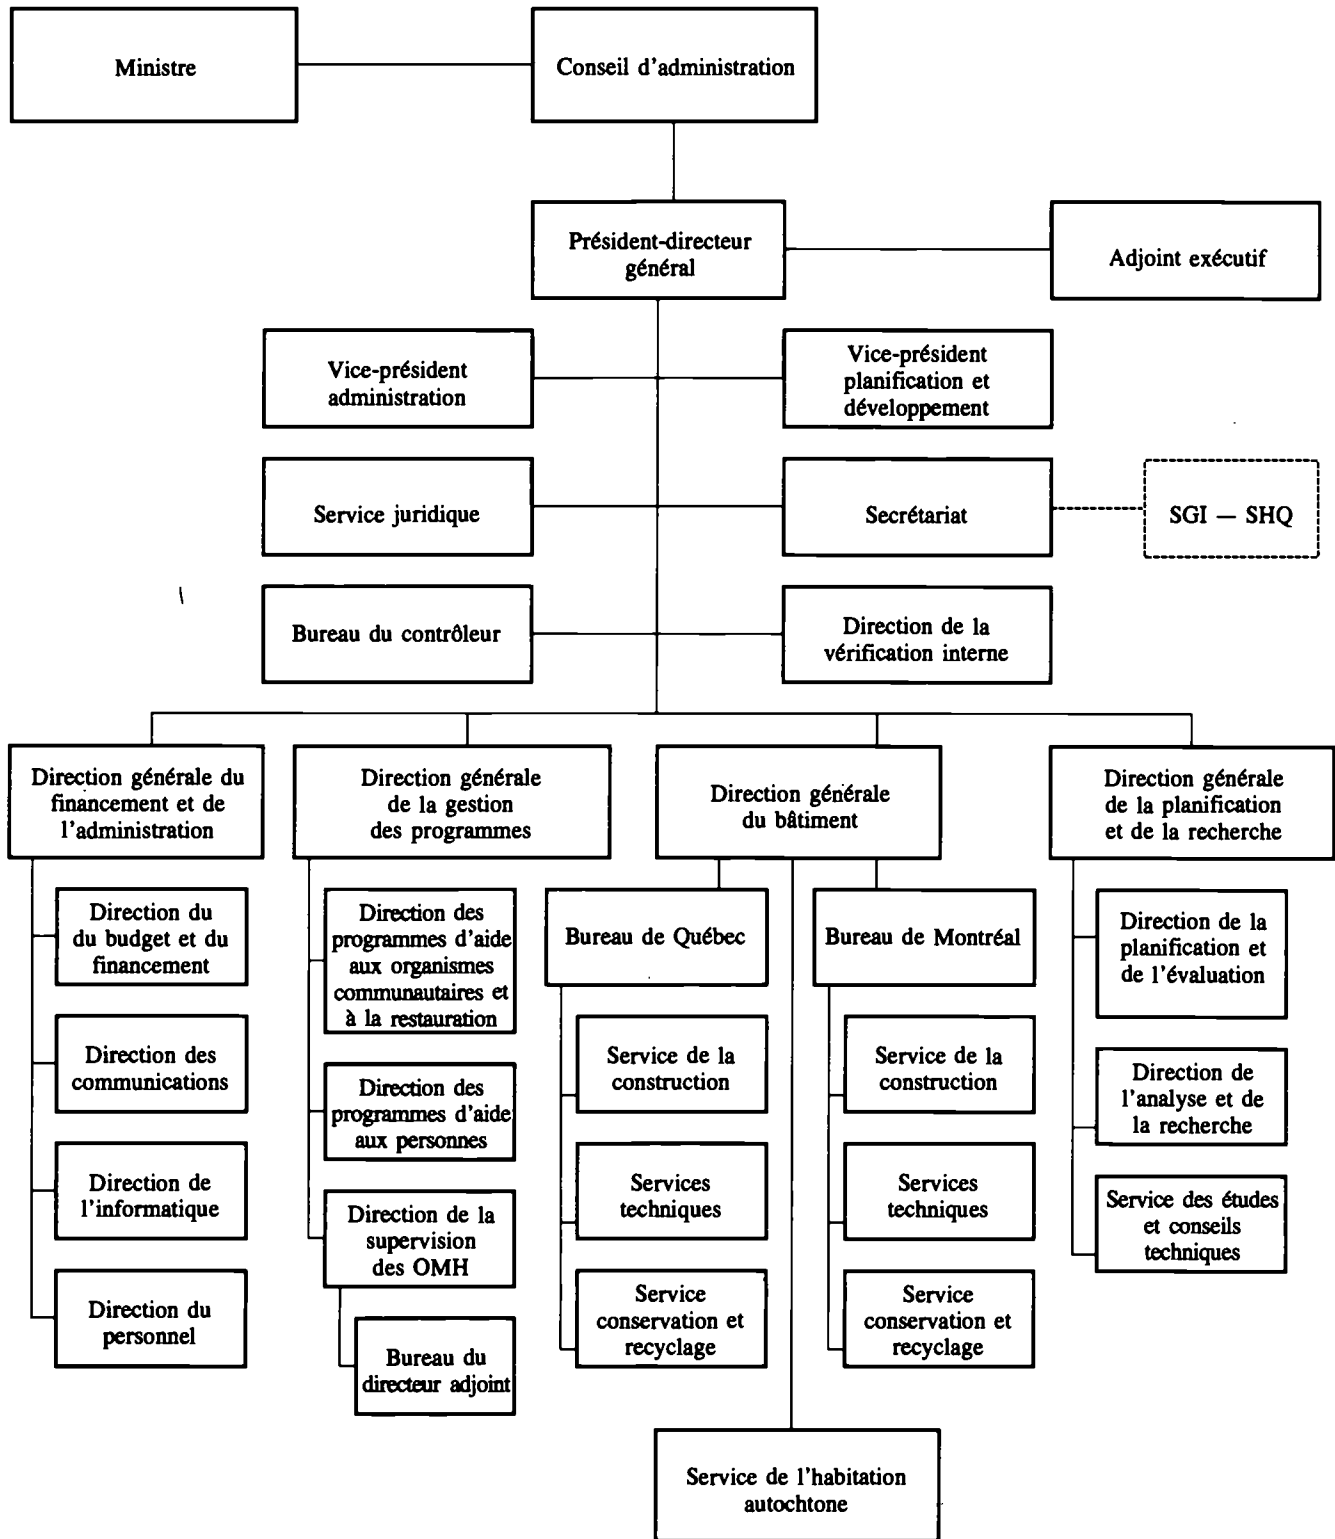 Ministre
Conseil d'administration
Président-directeur
général
Adjoint exécutif
Vice-président
administration
Vice-président
planification et
développement
Service juridique
Secrétariat
SGI — SHQ
Bureau du contrôleur
Direction de la
vérification interne
Direction générale du
financement et de
l'administration
Direction générale
de la gestion
des programmes
Direction générale
du bâtiment
Direction générale
de la planification
et de la recherche
Direction du
du budget et du
financement
Direction des
communications
Direction de
l'informatique
Direction du
personnel
Direction des
programmes d'aide
aux organismes
communautaires et
à la restauration
Direction des
programmes d'aide
aux personnes
Direction de la
supervision
des OMH
Bureau du
directeur adjoint
Bureau de Québec
Service de la
construction
Services
techniques
Service
conservation et
recyclage
Bureau de Montréal
Service de la
construction
Services
techniques
Service
conservation et
recyclage
Service de l'habitation
autochtone
Direction de la
planification et
de l'évaluation
Direction de
l'analyse et de
la recherche
Service des études
et conseils
techniques